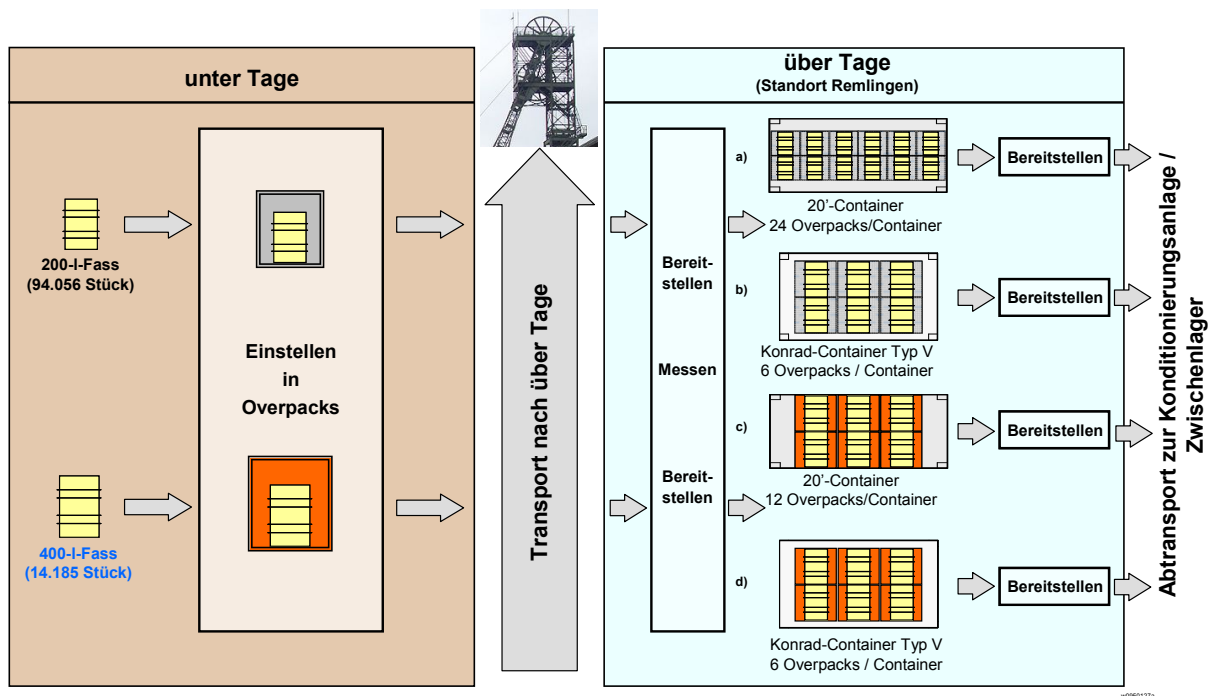 unter Tage
200-l-Fass
(94.056 Stück)
400-l-Fass
(14.185 Stück)
Einstellen
in
Overpacks
Transport nach über Tage
über Tage
(Standort Remlingen)
Bereit-
stellen
Messen
Bereit-
stellen
a)
20'-Container
24 Overpacks/Container
Bereitstellen
b)
Konrad-Container Typ V
6 Overpacks / Container
Bereitstellen
c)
20'-Container
12 Overpacks/Container
Bereitstellen
d)
Konrad-Container Typ V
6 Overpacks / Container
Bereitstellen
Abtransport zur Konditionierungsanlage /
Zwischenlager